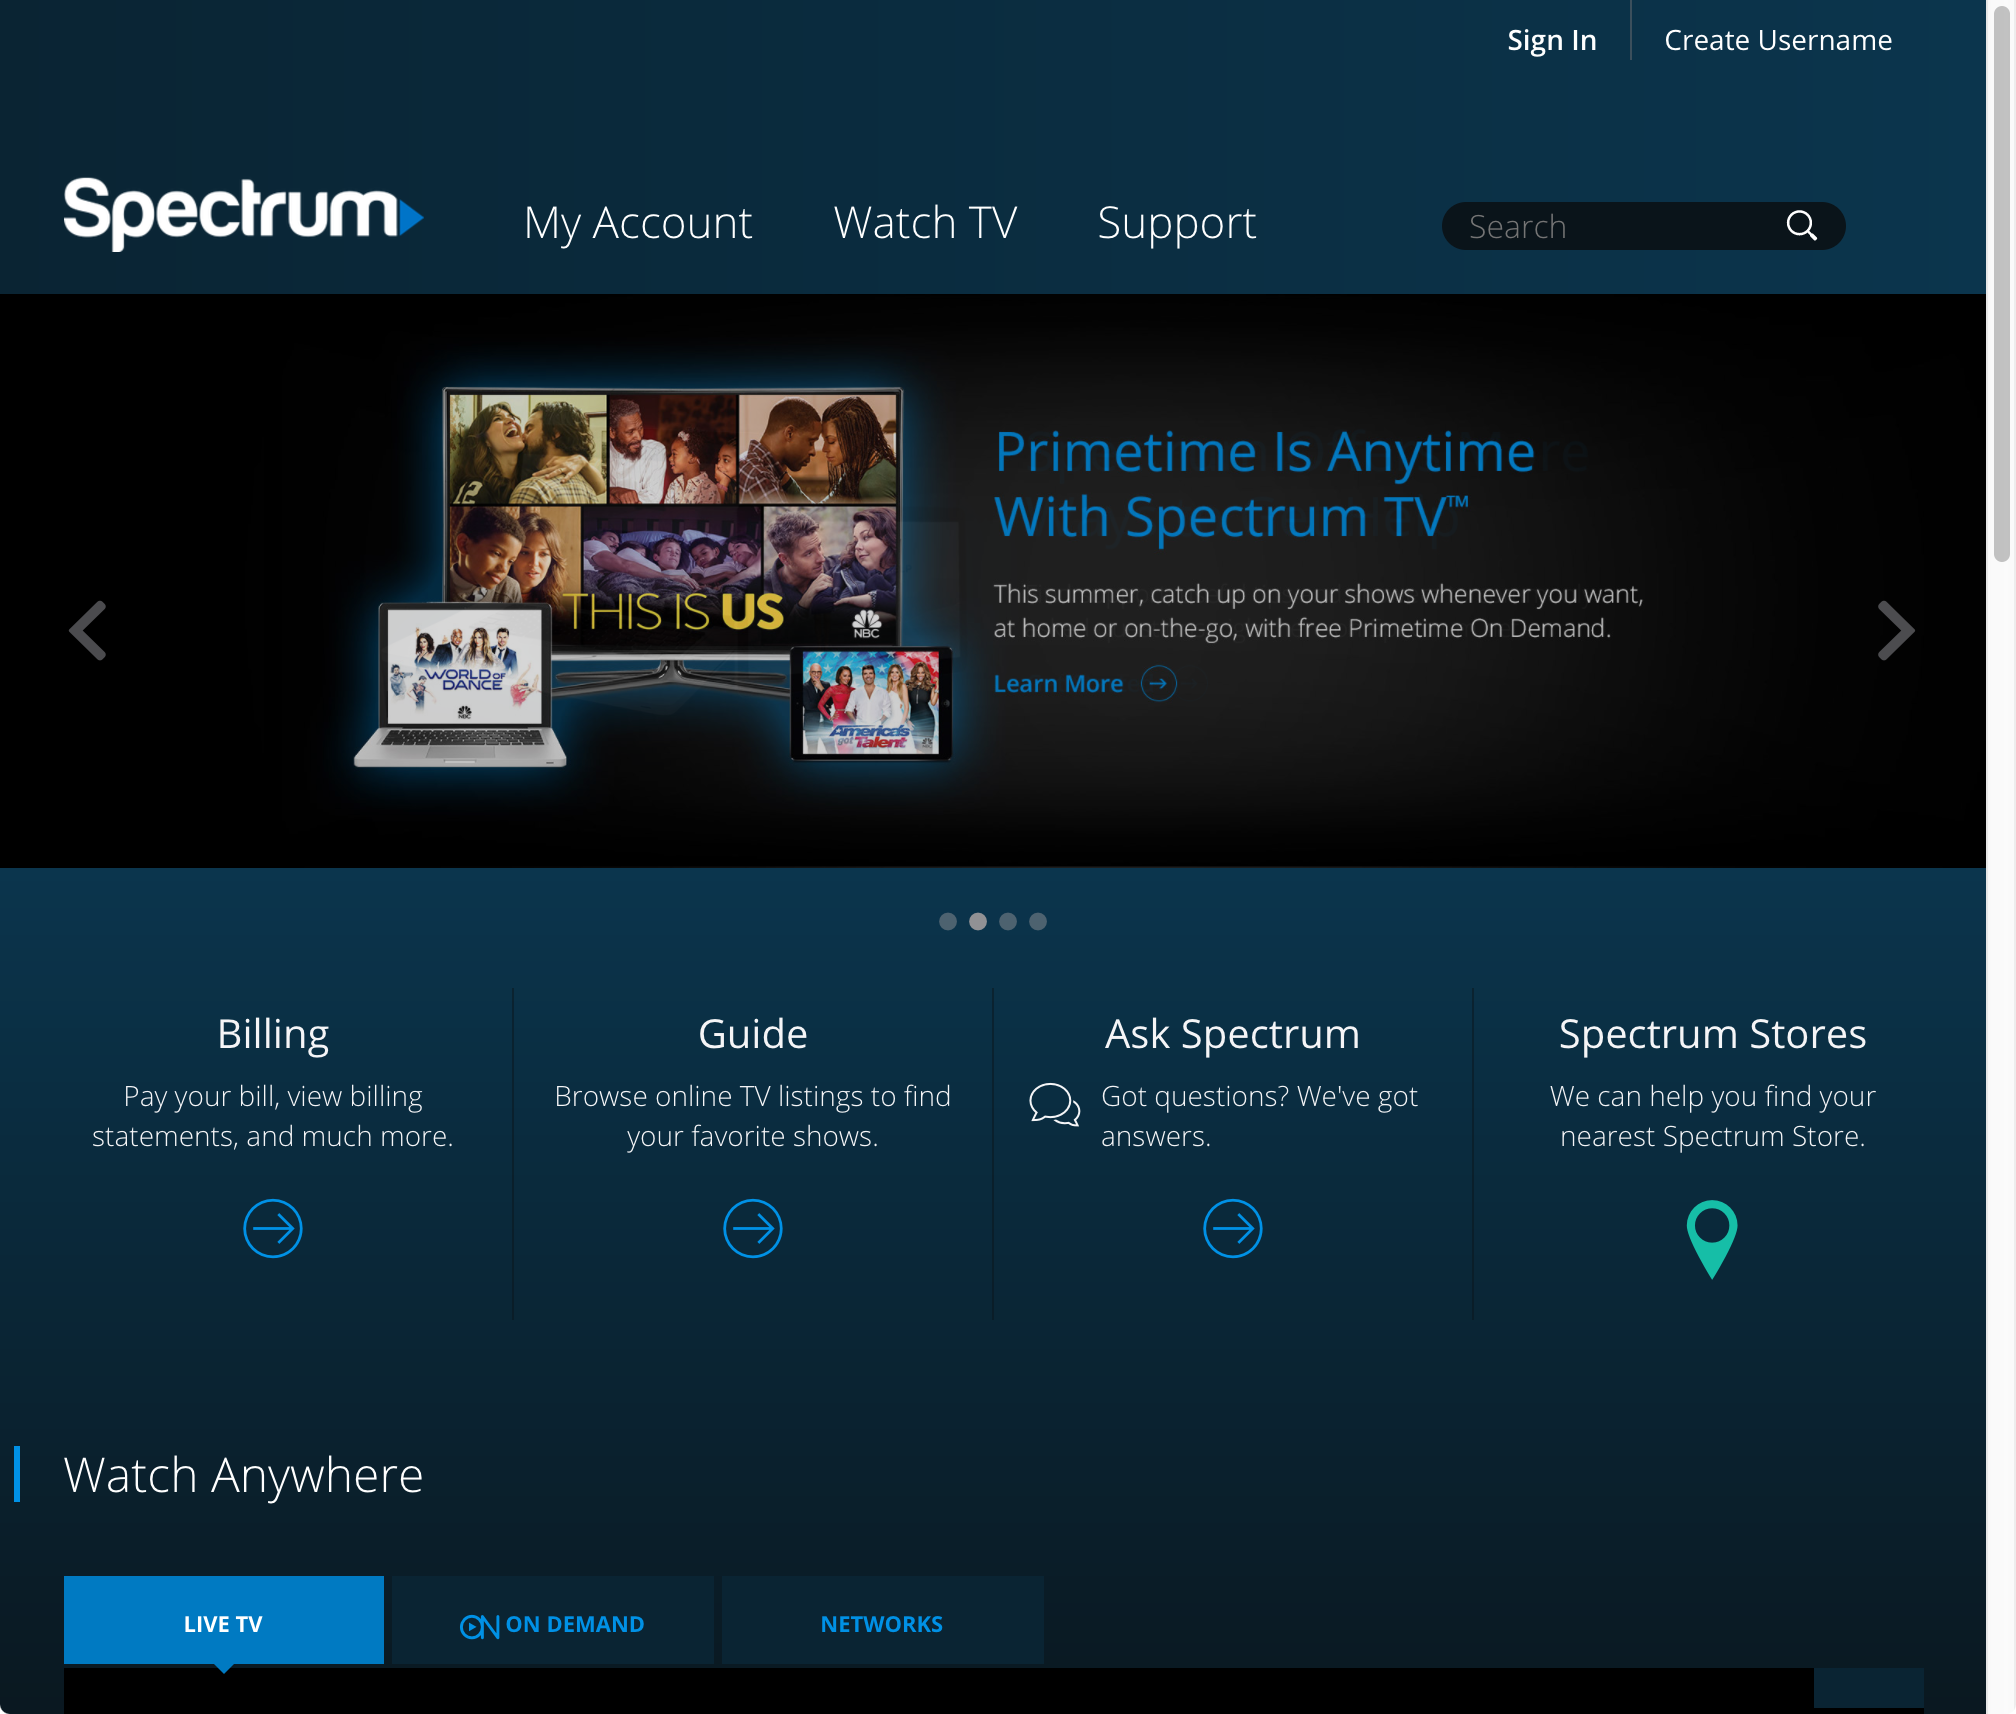 Sign In
Create Username
Spectrum
My Account
Watch TV
Support
Search
Primetime Is Anytime
With Spectrum TV™
This summer, catch up on your shows whenever you want,
at home or on-the-go, with free Primetime On Demand.
Learn More
12
THIS IS US
NBC
WORLD OF
DANCE
NBC
America's
got Talent
Billing
Pay your bill, view billing
statements, and much more.
Guide
Browse online TV listings to find
your favorite shows.
Ask Spectrum
Got questions? We've got
answers.
Spectrum Stores
We can help you find your
nearest Spectrum Store.
Watch Anywhere
LIVE TV
ON ON DEMAND
NETWORKS